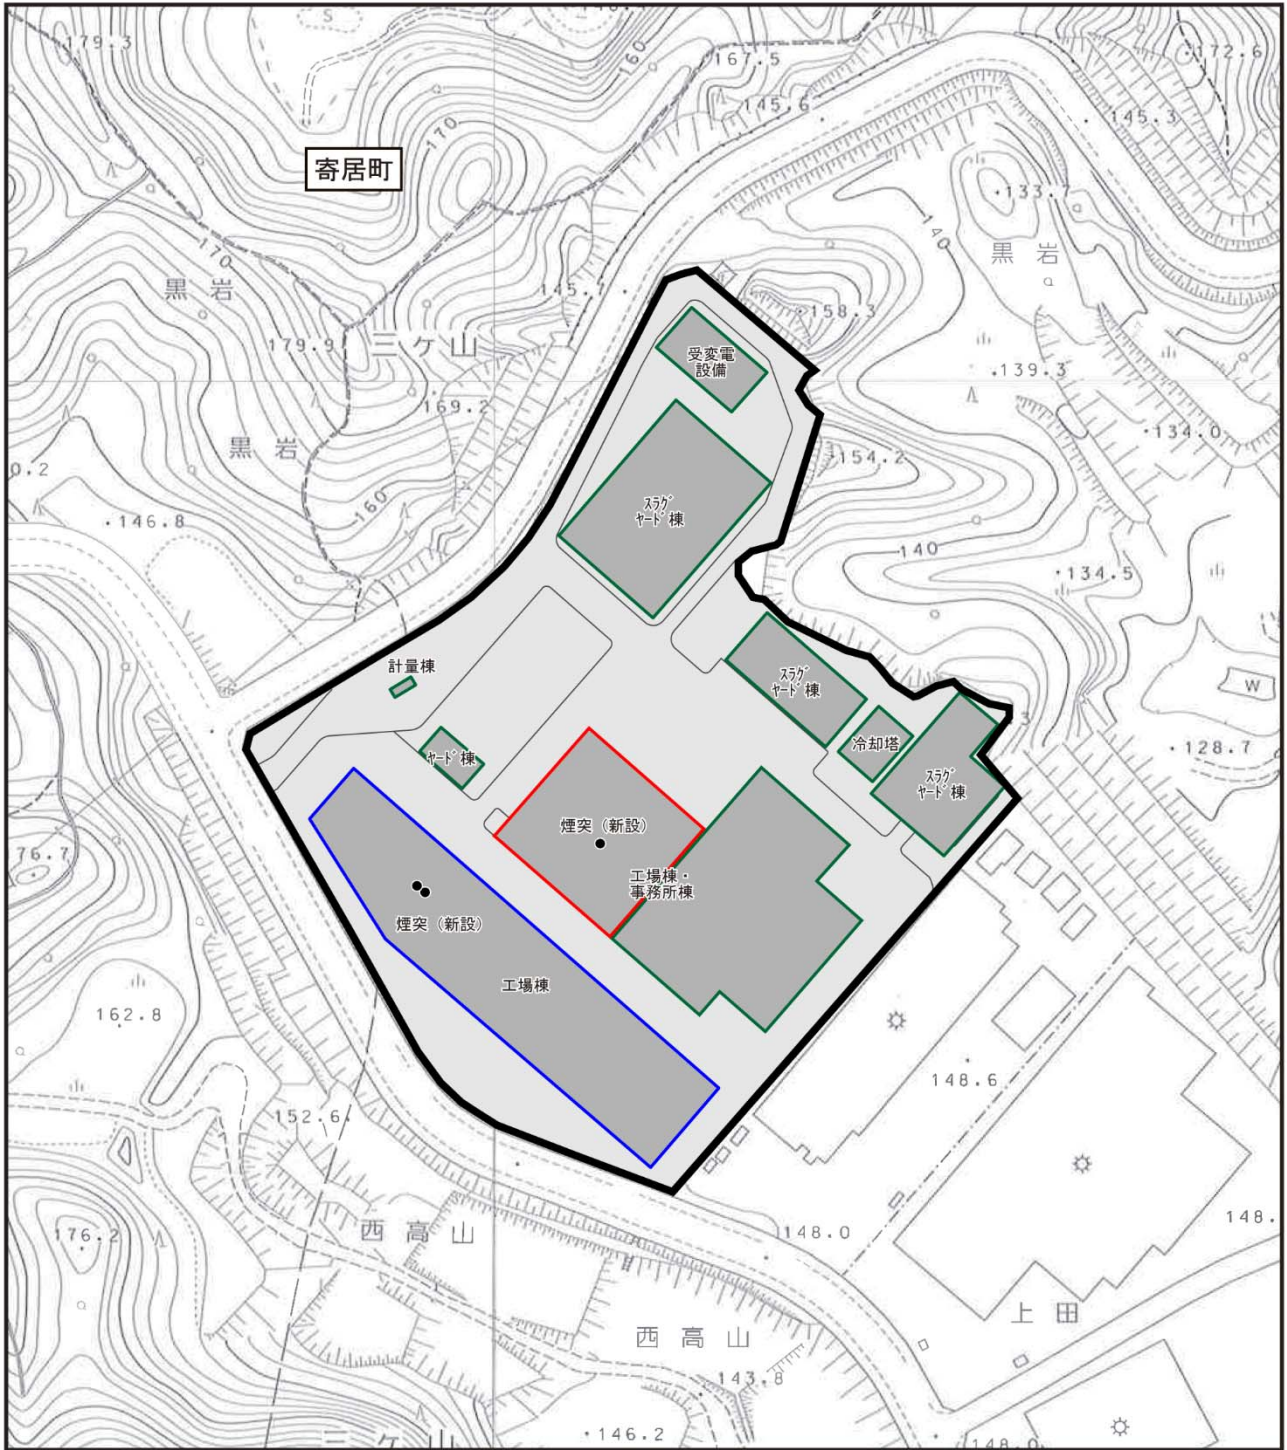 179.3
S
160
167.5
172.6
145.6
145.3
170
寄居町
133.7
140
黒岩
170
黒岩
145.7
158.3
179.9
三ケ山
受変電
設備
139.3
169.2
134.0
黒岩
154.2
0.2
160
スラグ
ヤード棟
146.8
140
134.5
計量棟
スラグ
ヤード棟
W
冷却塔
128.7
ヤード棟
スラグ
ヤード棟
煙突（新設）
76.7
工場棟・
事務所棟
煙突（新設）
工場棟
162.8
148.6
152.6
西高山
176.2
148.0
148.
上田
西高山
143.8
146.2
148.0
三ケ山